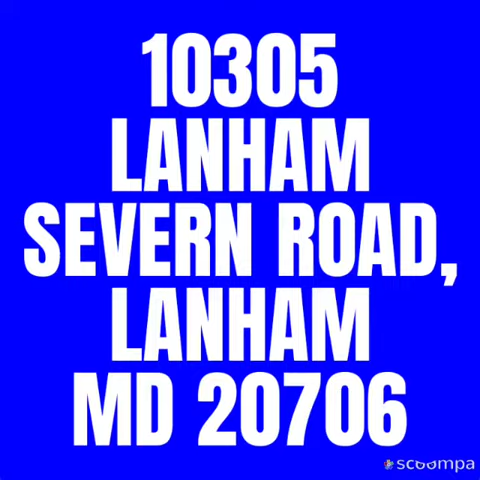 10305
LANHAM
SEVERN ROAD,
LANHAM
MD 20706
scoompa